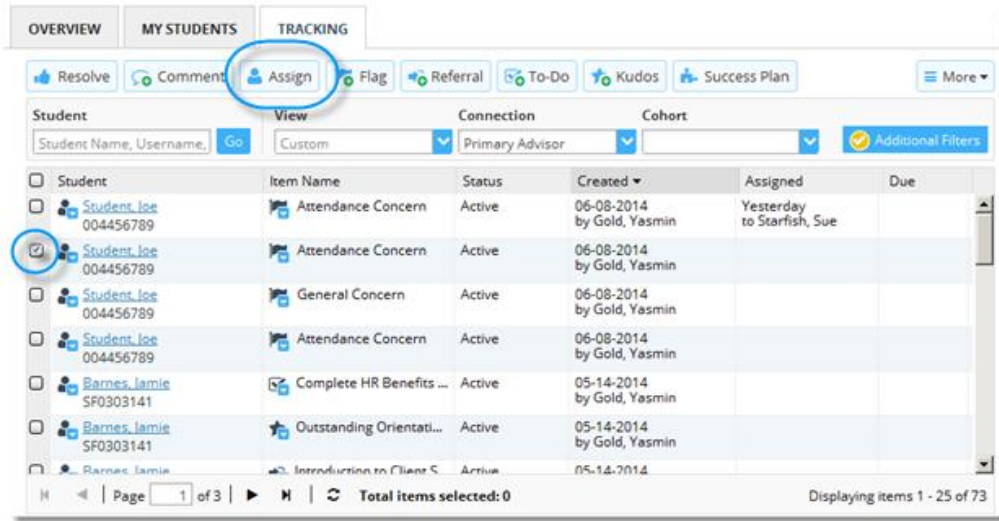 OVERVIEW MY STUDENTS TRACKING
Resolve Comment Assign Flag Referral To-Do Kudos Success Plan More
Student View Connection Cohort
Student Name, Username, Go Custom Primary Advisor Additional Filters
Student Item Name Status Created Assigned Due
Student, Joe Attendance Concern Active 06-08-2014 Yesterday
004456789 by Gold, Yasmin to Starfish, Sue
Student, Joe Attendance Concern Active 06-08-2014
004456789 by Gold, Yasmin
Student, Joe General Concern Active 06-08-2014
004456789 by Gold, Yasmin
Student, Joe Attendance Concern Active 06-08-2014
004456789 by Gold, Yasmin
Barnes, Jamie Complete HR Benefits ... Active 05-14-2014
SF0303141 by Gold, Yasmin
Barnes, Jamie Outstanding Orientati... Active 05-14-2014
SF0303141 by Gold, Yasmin
Barnes, Jamie Introduction to Client S Active 05-14-2014
Page 1 of 3 Total items selected: 0 Displaying items 1 - 25 of 73